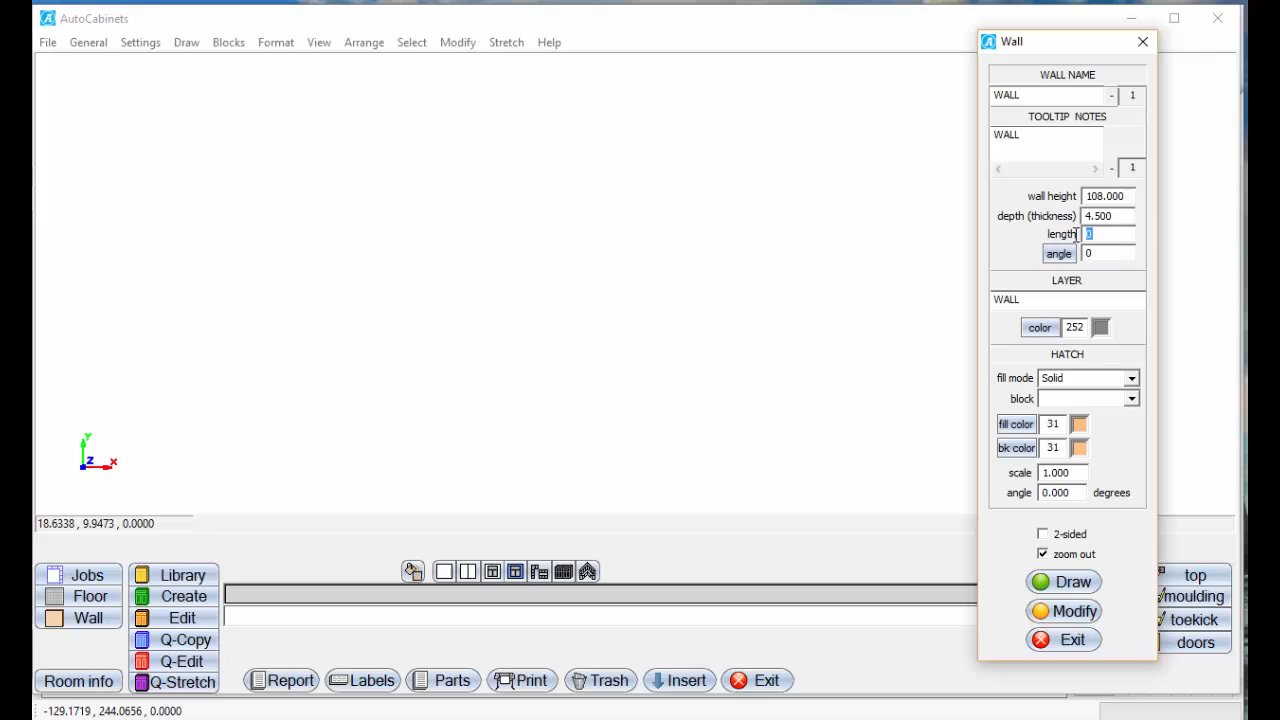 AutoCabinets
File General Settings Draw Blocks Format View Arrange Select Modify Stretch Help
Wall
WALL NAME
WALL - 1
TOOLTIP NOTES
WALL
- 1
wall height 108.000
depth (thickness) 4.500
length 0
angle 0
LAYER
WALL
color 252
HATCH
fill mode Solid
block
fill color 31
bk color 31
scale 1.000
angle 0.000 degrees
2-sided
zoom out
Draw
Modify
Exit
Y
Z X
18.6338 , 9.9473 , 0.0000
Jobs Library top
Floor Create moulding
Wall Edit toekick
Q-Copy
Q-Edit doors
Room info Q-Stretch Report Labels Parts Print Trash Insert Exit
-129.1719 , 244.0656 , 0.0000